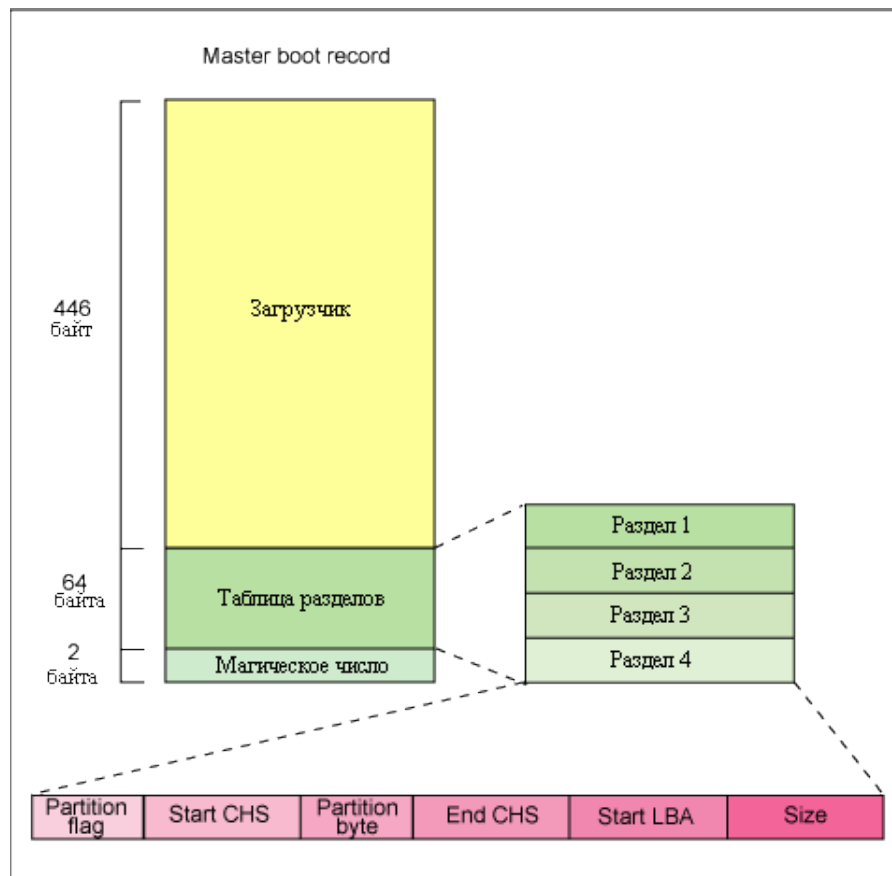 Master boot record
446
байт
Загрузчик
Раздел 1
Раздел 2
64
байта
Таблица разделов
Раздел 3
2
байта
Магическое число
Раздел 4
Partition
flag
Start CHS
Partition
byte
End CHS
Start LBA
Size